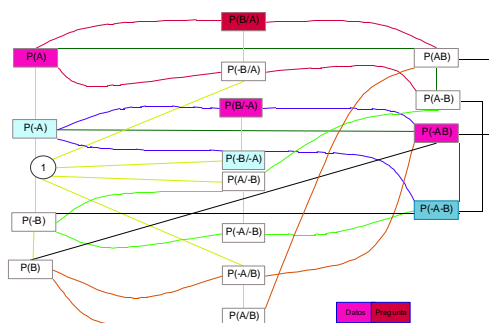 P(B/A)
P(A)
P(AB)
P(-B/A)
P(A-B)
P(B/-A)
P(-A)
P(-AB)
P(-B/-A)
1
P(A/-B)
P(-A-B)
P(-B)
P(-A/-B)
P(B)
P(-A/B)
P(A/B)
Datos Pregunta